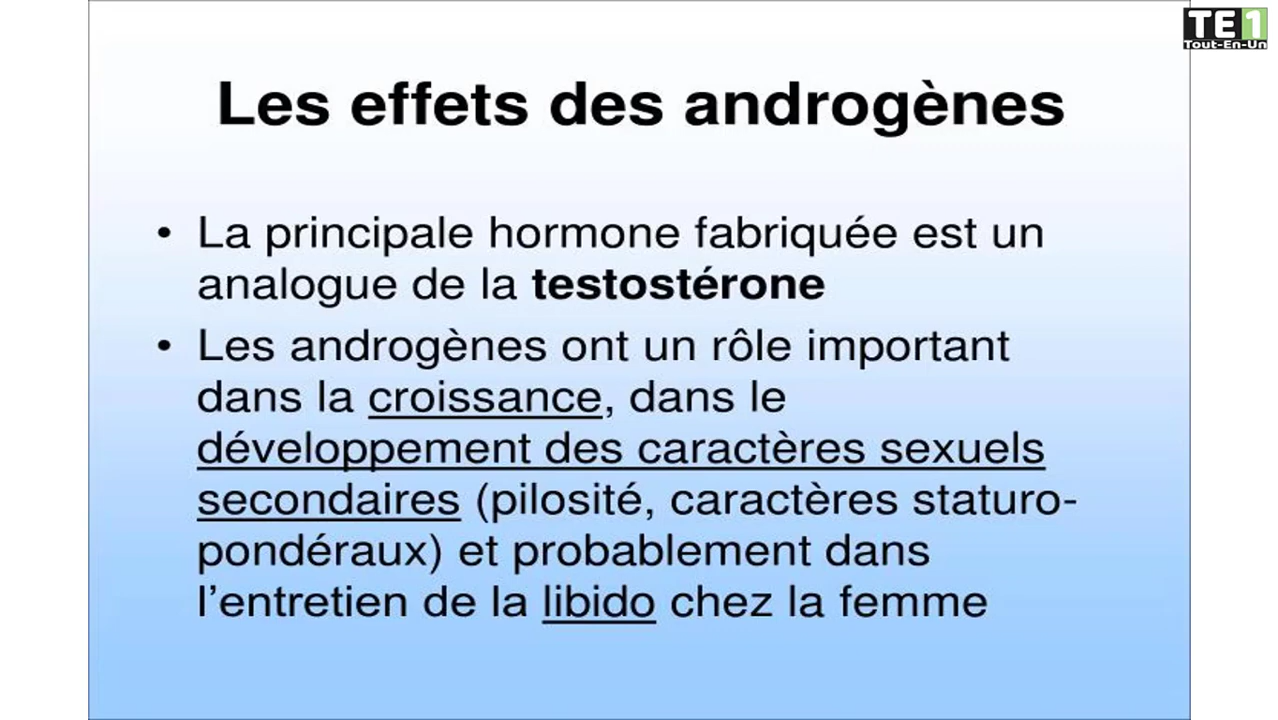 TE1
Tout-En-Un
Les effets des androgènes
• La principale hormone fabriquée est un
analogue de la testostérone
• Les androgènes ont un rôle important
dans la croissance, dans le
développement des caractères sexuels
secondaires (pilosité, caractères staturo-
pondéraux) et probablement dans
l’entretien de la libido chez la femme